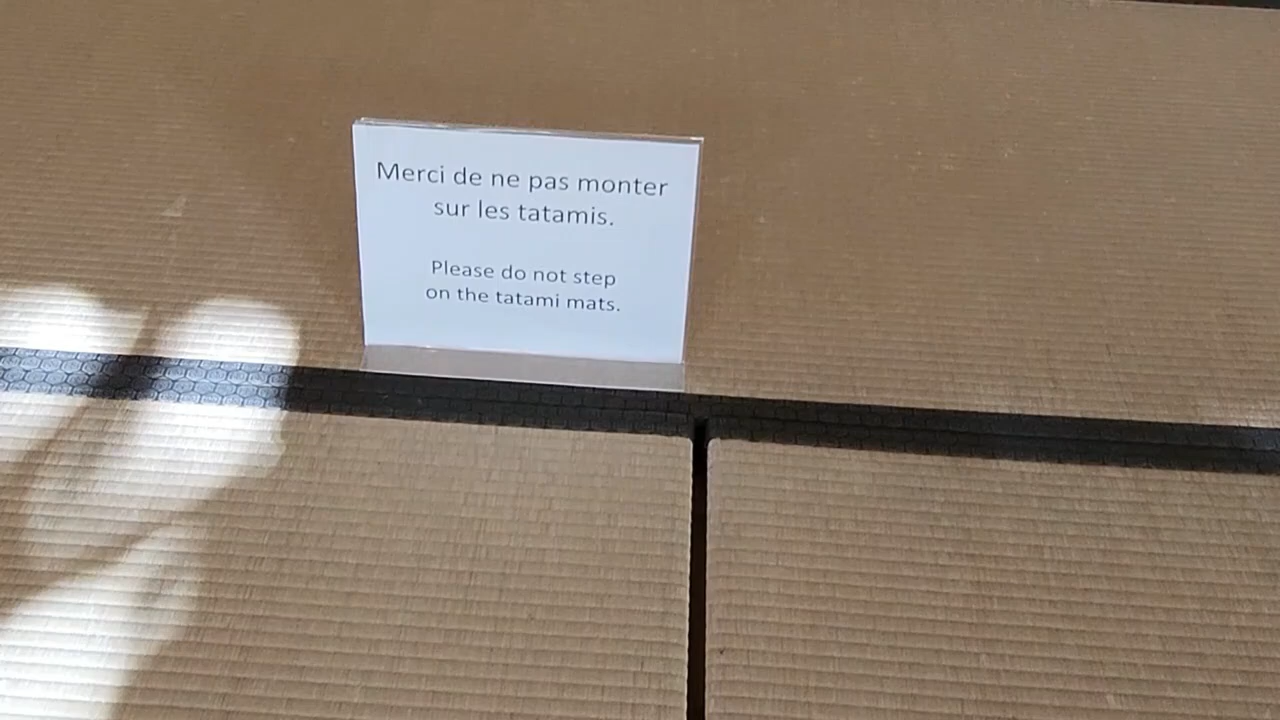 Merci de ne pas monter
sur les tatamis.
Please do not step
on the tatami mats.